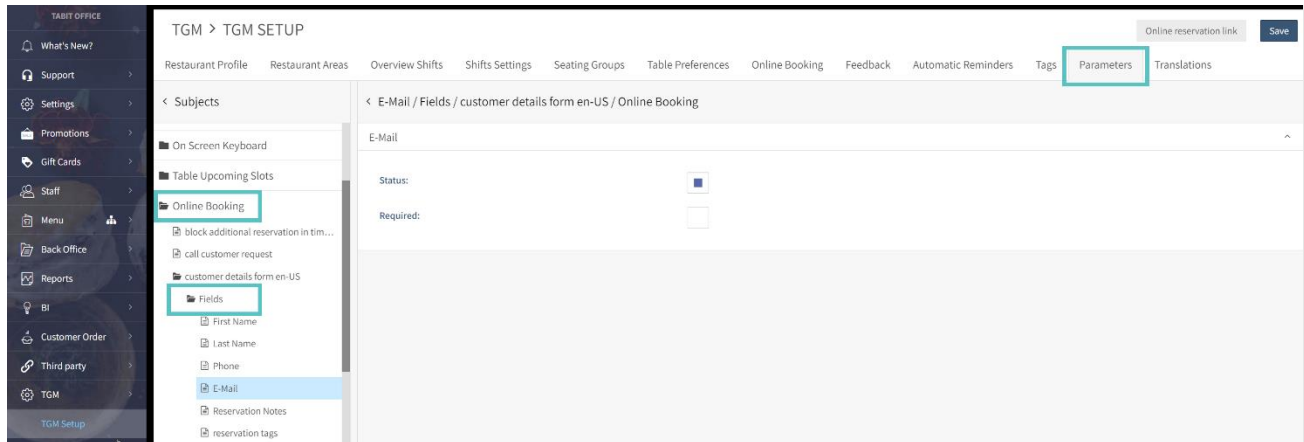 TABIT OFFICE
What's New?
Support
Settings
Promotions
Gift Cards
Staff
Menu
Back Office
Reports
BI
Customer Order
Third party
TGM
TGM Setup
TGM > TGM SETUP
Online reservation link
Save
Restaurant Profile
Restaurant Areas
Overview Shifts
Shifts Settings
Seating Groups
Table Preferences
Online Booking
Feedback
Automatic Reminders
Tags
Parameters
Translations
< Subjects
On Screen Keyboard
Table Upcoming Slots
Online Booking
block additional reservation in tim...
call customer request
customer details form en-US
Fields
First Name
Last Name
Phone
E-Mail
Reservation Notes
reservation tags
< E-Mail / Fields / customer details form en-US / Online Booking
E-Mail
Status:
Required: